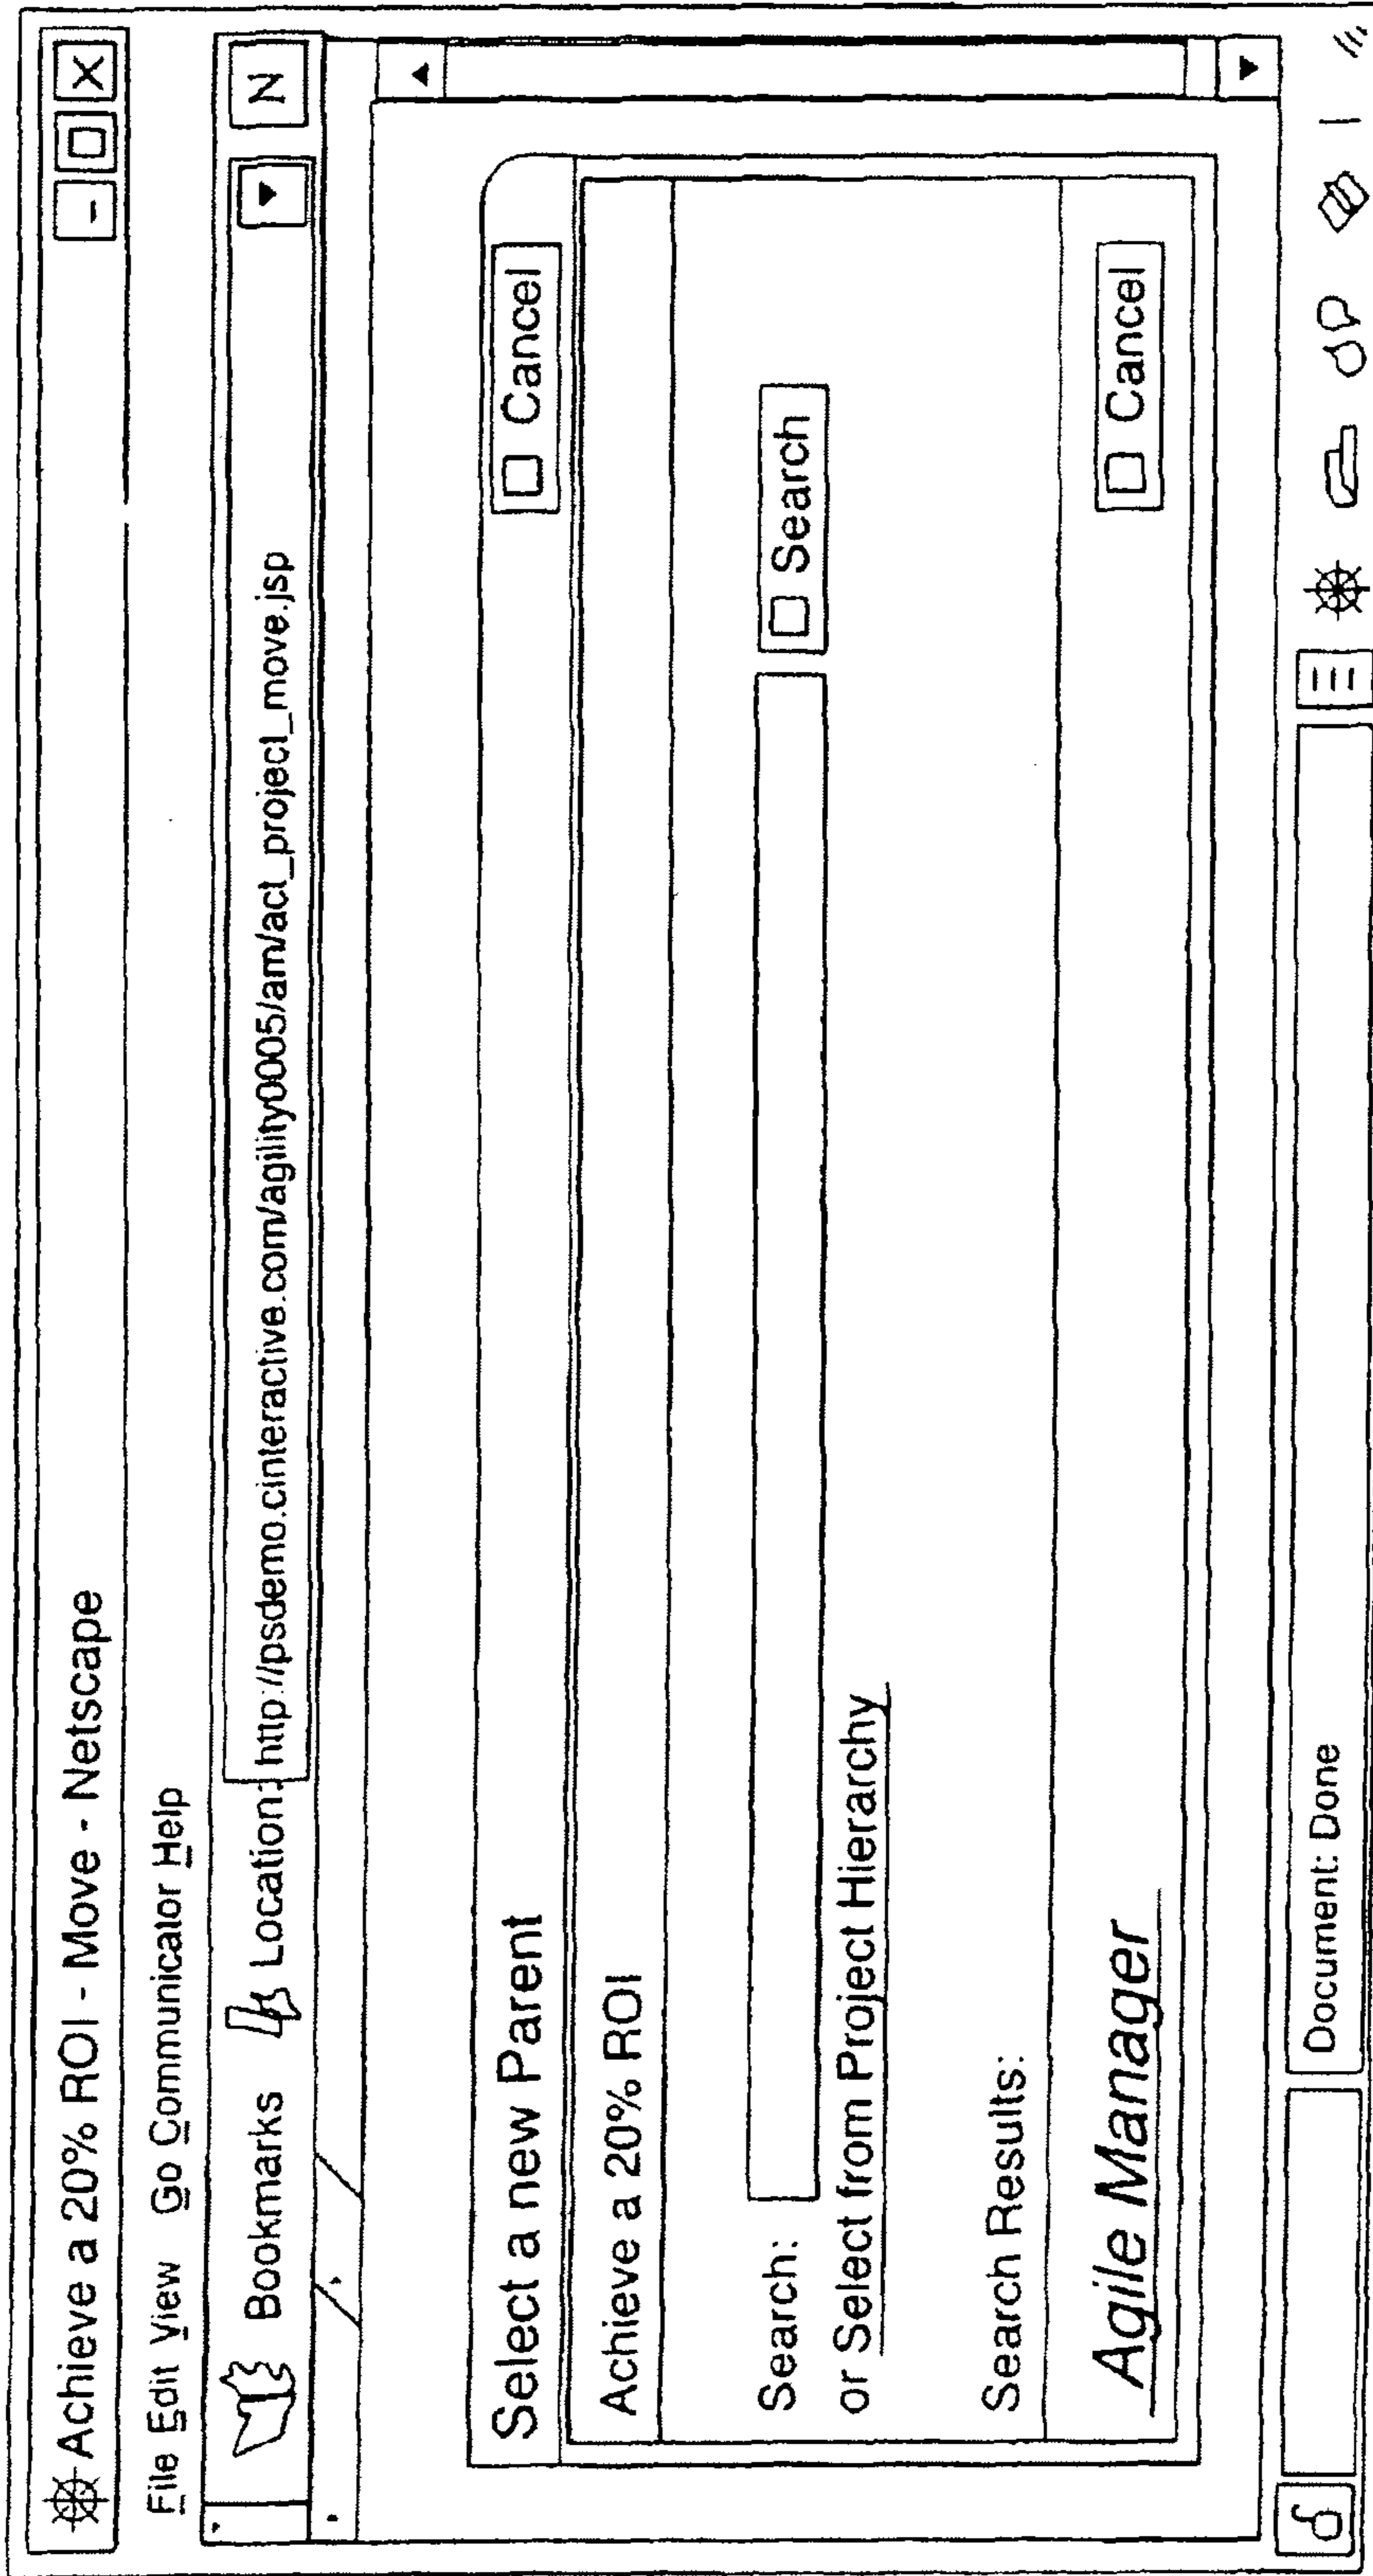 Achieve a 20% ROI - Move - Netscape
File Edit View Go Communicator Help
Bookmarks Location: http://psdemo.cinteractive.com/agility0005/am/act_project_move.jsp N
Select a new Parent Cancel
Achieve a 20% ROI
Search: Search
or Select from Project Hierarchy
Search Results:
Agile Manager Cancel
Document: Done